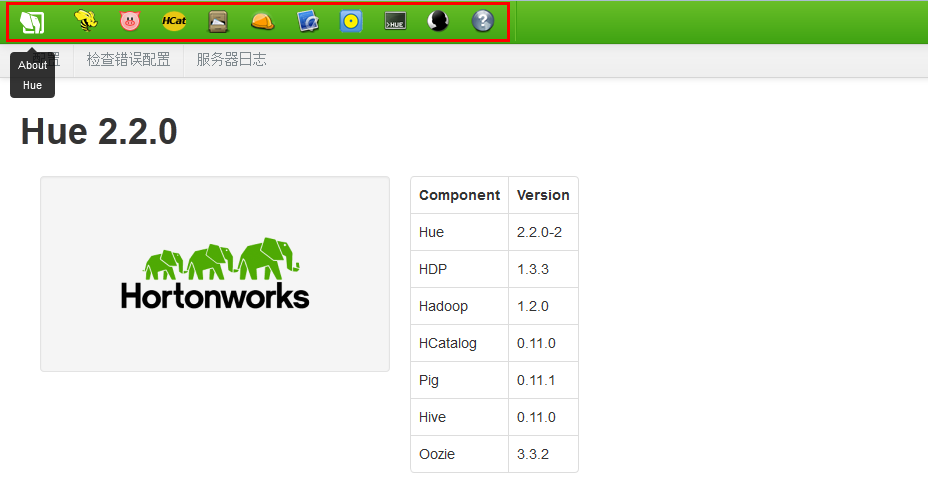 HCat
>HUE
?
About
Hue
置 检查错误配置 服务器日志
Hue 2.2.0
Hortonworks
Component Version
Hue 2.2.0-2
HDP 1.3.3
Hadoop 1.2.0
HCatalog 0.11.0
Pig 0.11.1
Hive 0.11.0
Oozie 3.3.2